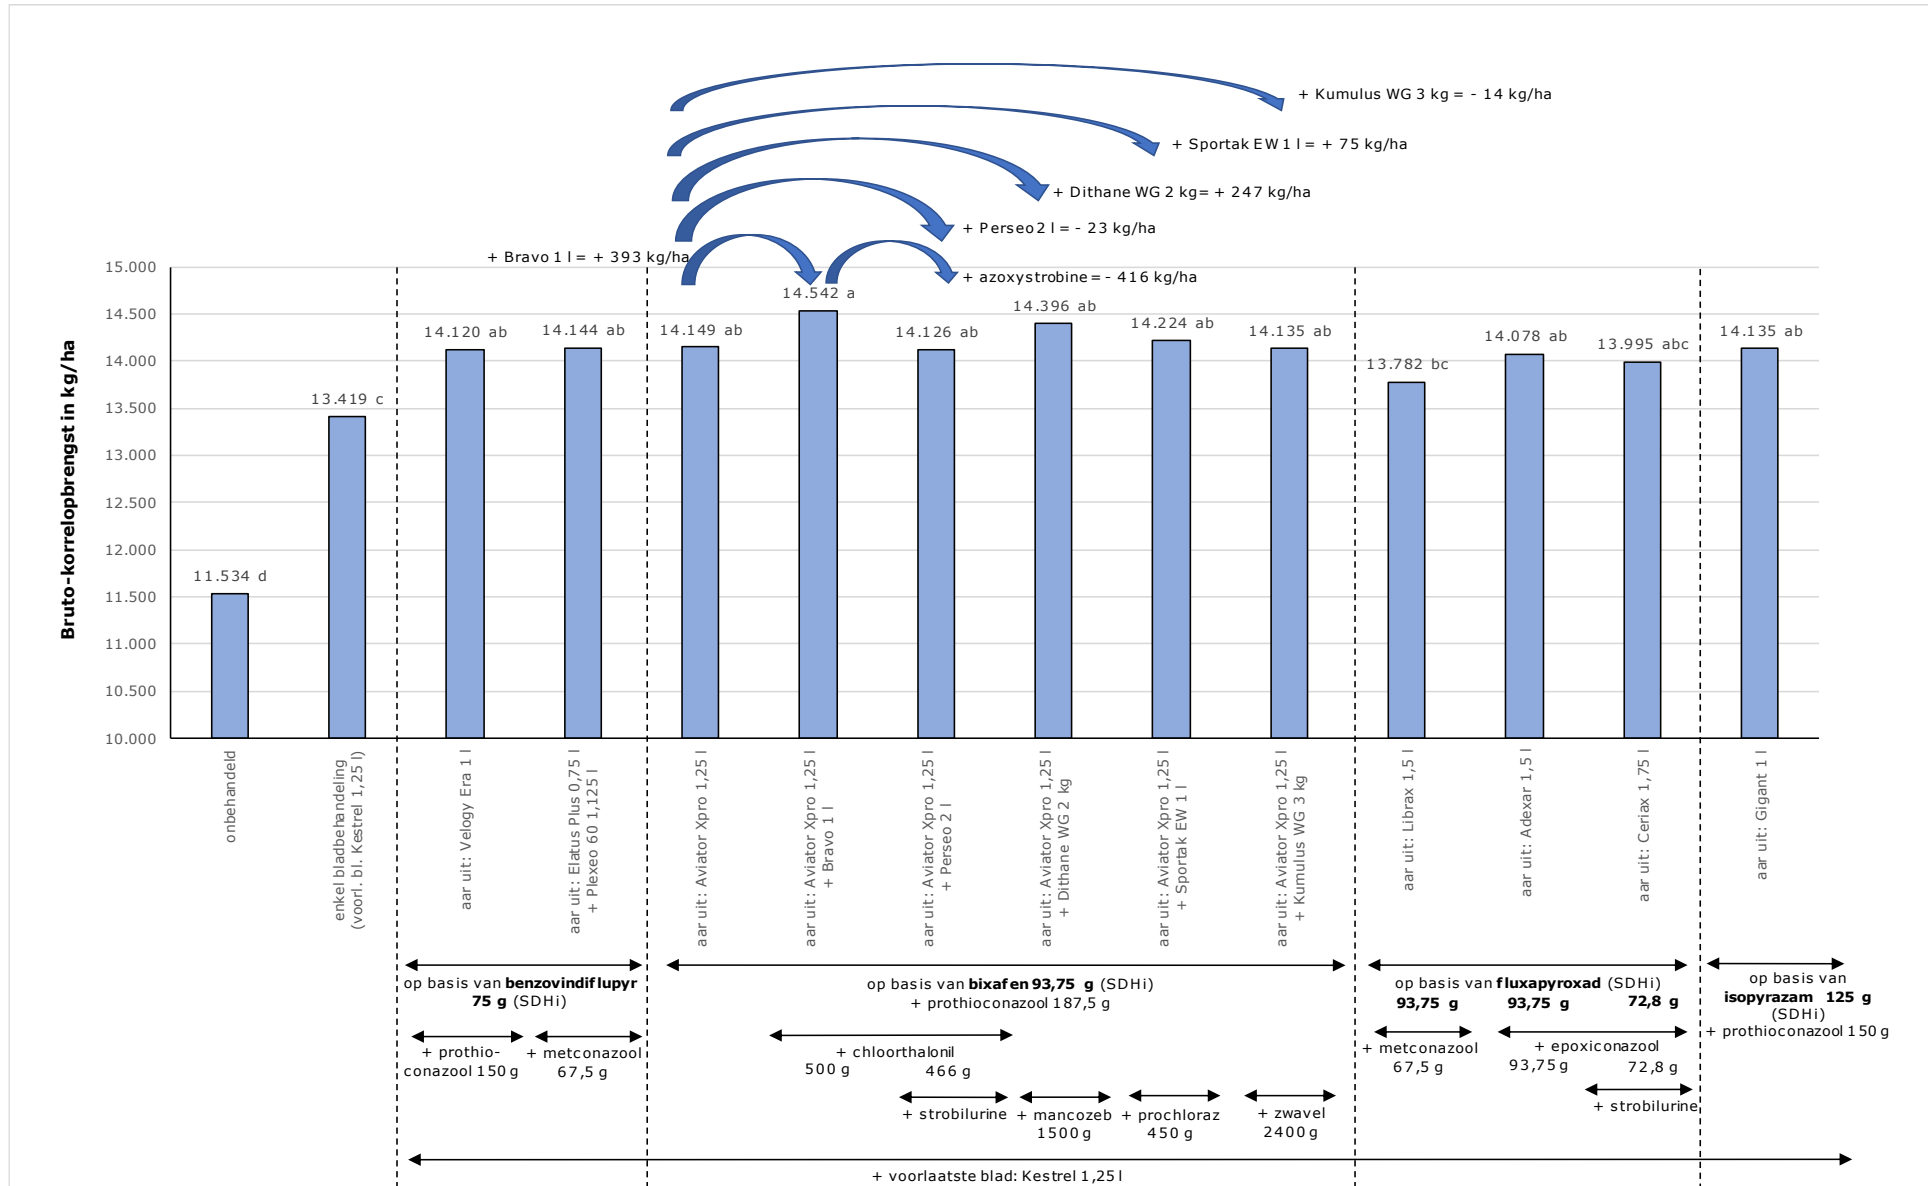 + Kumulus WG 3 kg = - 14 kg/ha
+ Sportak EW 1 l = + 75 kg/ha
+ Dithane WG 2 kg= + 247 kg/ha
+ Perseo 2 l = - 23 kg/ha
+ Bravo 1 l = + 393 kg/ha
+ azoxystrobine = - 416 kg/ha
Bruto-korrelopbrengst in kg/ha
15.000
14.500
14.000
13.500
13.000
12.500
12.000
11.500
11.000
10.500
10.000
11.534 d
13.419 c
14.120 ab
14.144 ab
14.149 ab
14.542 a
14.126 ab
14.396 ab
14.224 ab
14.135 ab
13.782 bc
14.078 ab
13.995 abc
14.135 ab
onbehandeld
enkel bladbehandeling
(voorl. bl. Kestrel 1,25 l)
aar uit: Velogy Era 1 l
aar uit: Elatus Plus 0,75 l
+ Plexeo 60 1,125 l
aar uit: Aviator Xpro 1,25 l
aar uit: Aviator Xpro 1,25 l
+ Bravo 1 l
aar uit: Aviator Xpro 1,25 l
+ Perseo 2 l
aar uit: Aviator Xpro 1,25 l
+ Dithane WG 2 kg
aar uit: Aviator Xpro 1,25 l
+ Sportak EW 1 l
aar uit: Aviator Xpro 1,25 l
+ Kumulus WG 3 kg
aar uit: Librax 1,5 l
aar uit: Adexar 1,5 l
aar uit: Ceriax 1,75 l
aar uit: Gigant 1 l
op basis van benzovindiflupyr
75 g (SDHi)
op basis van bixafen 93,75 g (SDHi)
+ prothioconazool 187,5 g
op basis van fluxapyroxad (SDHi)
93,75 g 93,75 g 72,8 g
op basis van
isopyrazam 125 g
(SDHi)
+ prothioconazool 150 g
+ prothio-
conazool 150 g
+ metconazool
67,5 g
+ chloorthalonil
500 g 466 g
+ metconazool
67,5 g
+ epoxiconazool
93,75 g 72,8 g
+ strobilurine
+ mancozeb
1500 g
+ prochloraz
450 g
+ zwavel
2400 g
+ strobilurine
+ voorlaatste blad: Kestrel 1,25 l